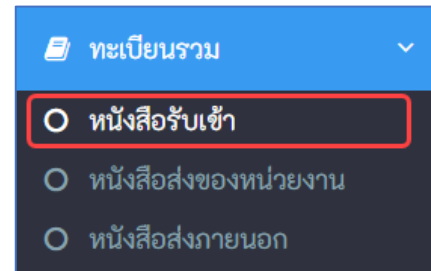 ทะเบียนรวม
หนังสือรับเข้า
หนังสือส่งของหน่วยงาน
หนังสือส่งภายนอก